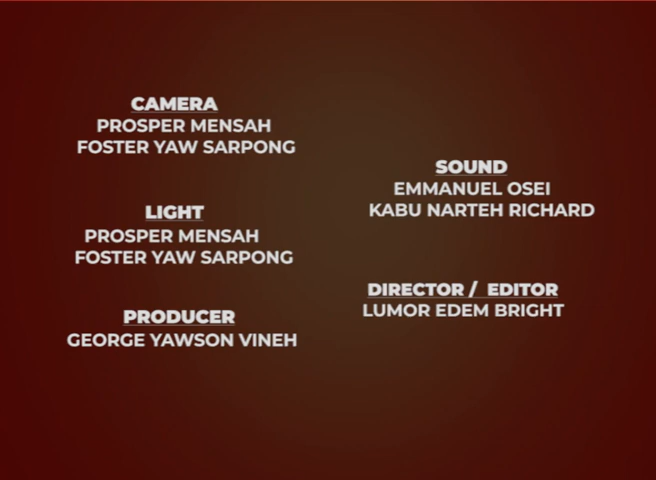 CAMERA
PROSPER MENSAH
FOSTER YAW SARPONG
LIGHT
PROSPER MENSAH
FOSTER YAW SARPONG
PRODUCER
GEORGE YAWSON VINEH
SOUND
EMMANUEL OSEI
KABU NARTEH RICHARD
DIRECTOR / EDITOR
LUMOR EDEM BRIGHT